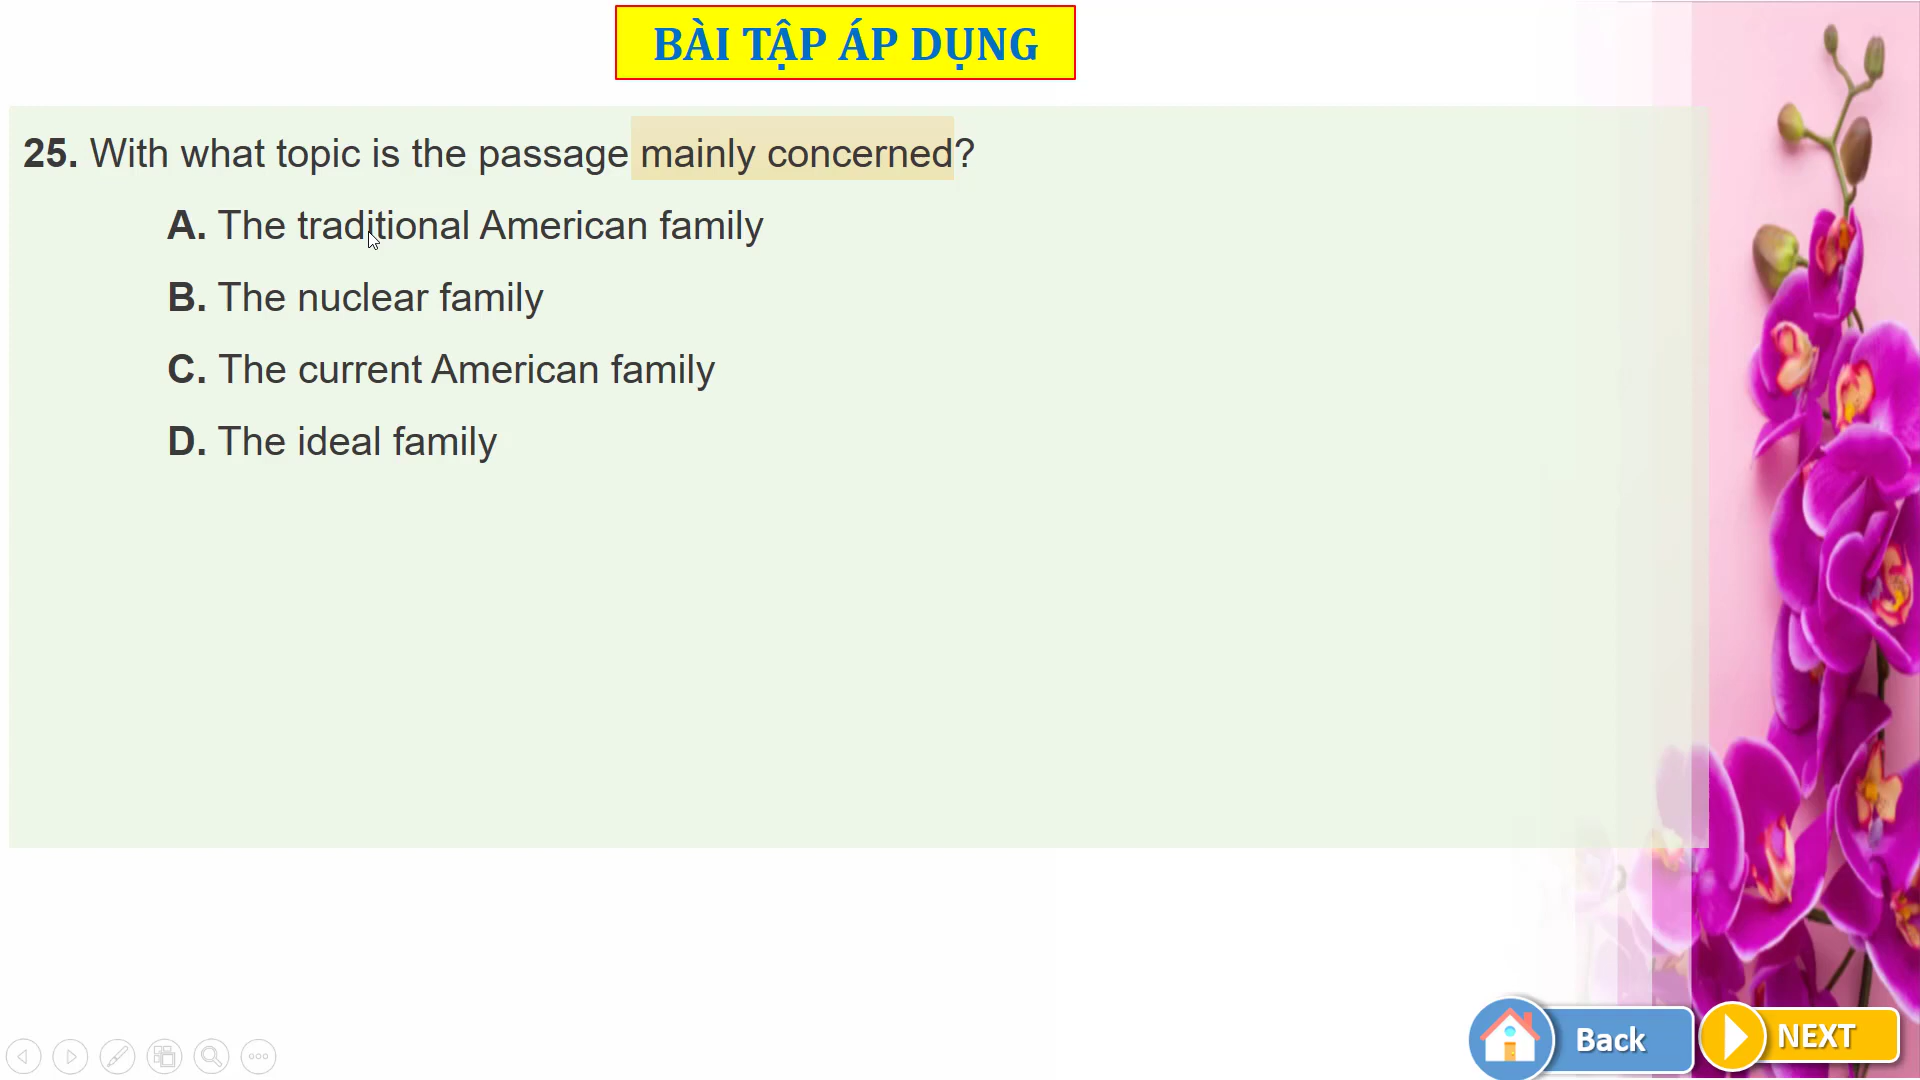 BÀI TẬP ÁP DỤNG
25. With what topic is the passage mainly concerned?
A. The traditional American family
B. The nuclear family
C. The current American family
D. The ideal family
Back
NEXT